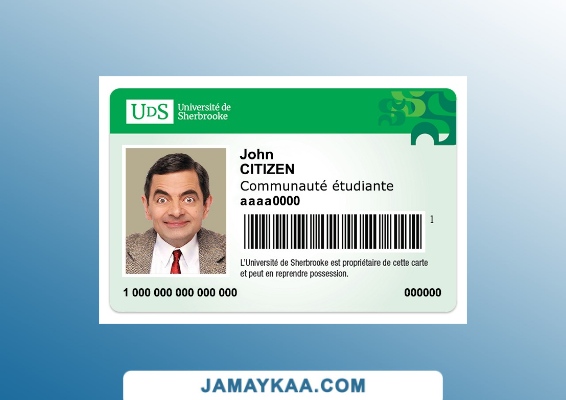 UDS Université de
Sherbrooke
John
CITIZEN
Communauté étudiante
aaaa0000
1
L'Université de Sherbrooke est propriétaire de cette carte
et peut en reprendre possession.
1 000 000 000 000 000 000000
JAMAYKAA.COM